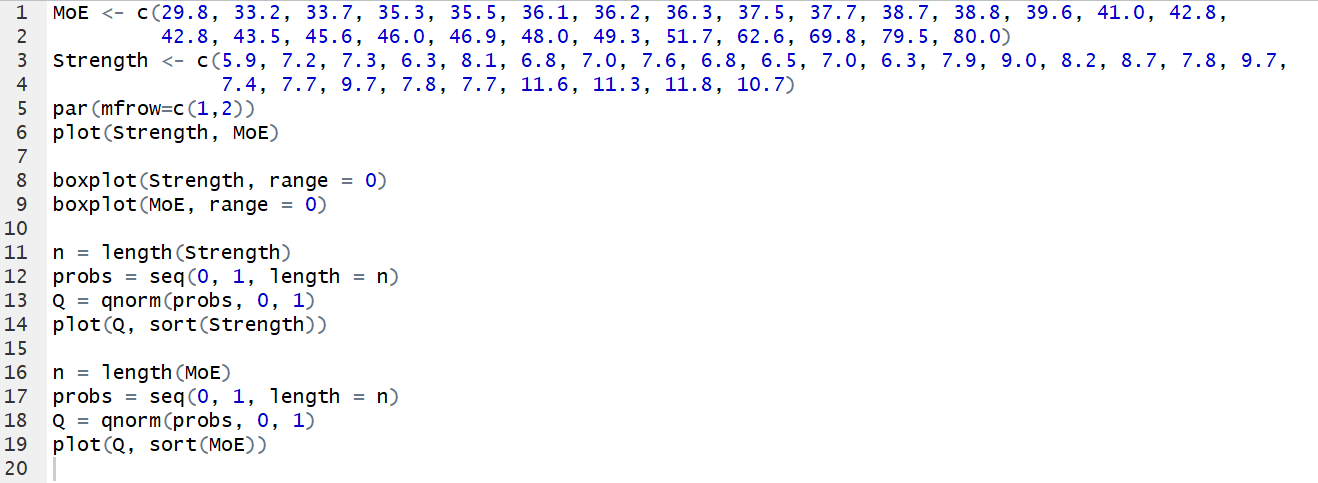 1 MoE <- c(29.8, 33.2, 33.7, 35.3, 35.5, 36.1, 36.2, 36.3, 37.5, 37.7, 38.7, 38.8, 39.6, 41.0, 42.8,
2 42.8, 43.5, 45.6, 46.0, 46.9, 48.0, 49.3, 51.7, 62.6, 69.8, 79.5, 80.0)
3 Strength <- c(5.9, 7.2, 7.3, 6.3, 8.1, 6.8, 7.0, 7.6, 6.8, 6.5, 7.0, 6.3, 7.9, 9.0, 8.2, 8.7, 7.8, 9.7,
4 7.4, 7.7, 9.7, 7.8, 7.7, 11.6, 11.3, 11.8, 10.7)
5 par(mfrow=c(1,2))
6 plot(Strength, MoE)
7
8 boxplot(Strength, range = 0)
9 boxplot(MoE, range = 0)
10
11 n = length(Strength)
12 probs = seq(0, 1, length = n)
13 Q = qnorm(probs, 0, 1)
14 plot(Q, sort(Strength))
15
16 n = length(MoE)
17 probs = seq(0, 1, length = n)
18 Q = qnorm(probs, 0, 1)
19 plot(Q, sort(MoE))
20